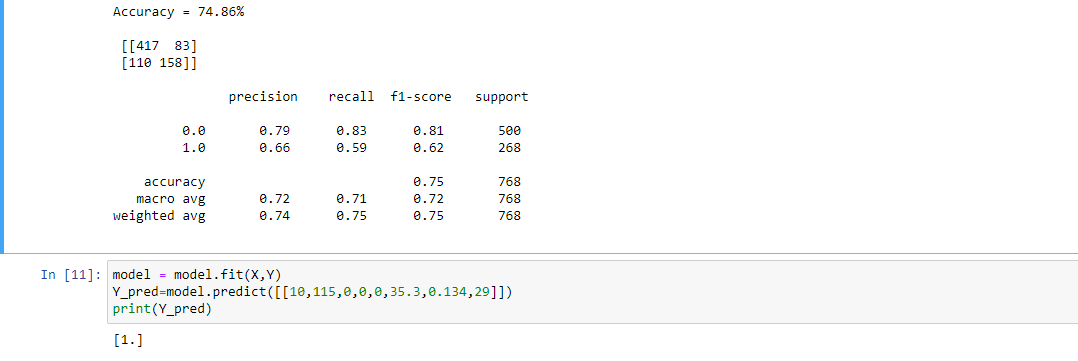 Accuracy = 74.86%
[[417  83]
[110 158]]
precision recall f1-score support
0.0 0.79 0.83 0.81 500
1.0 0.66 0.59 0.62 268
accuracy 0.75 768
macro avg 0.72 0.71 0.72 768
weighted avg 0.74 0.75 0.75 768
In [11]: model = model.fit(X,Y)
Y_pred=model.predict([[10,115,0,0,0,35.3,0.134,29]])
print(Y_pred)
[1.]